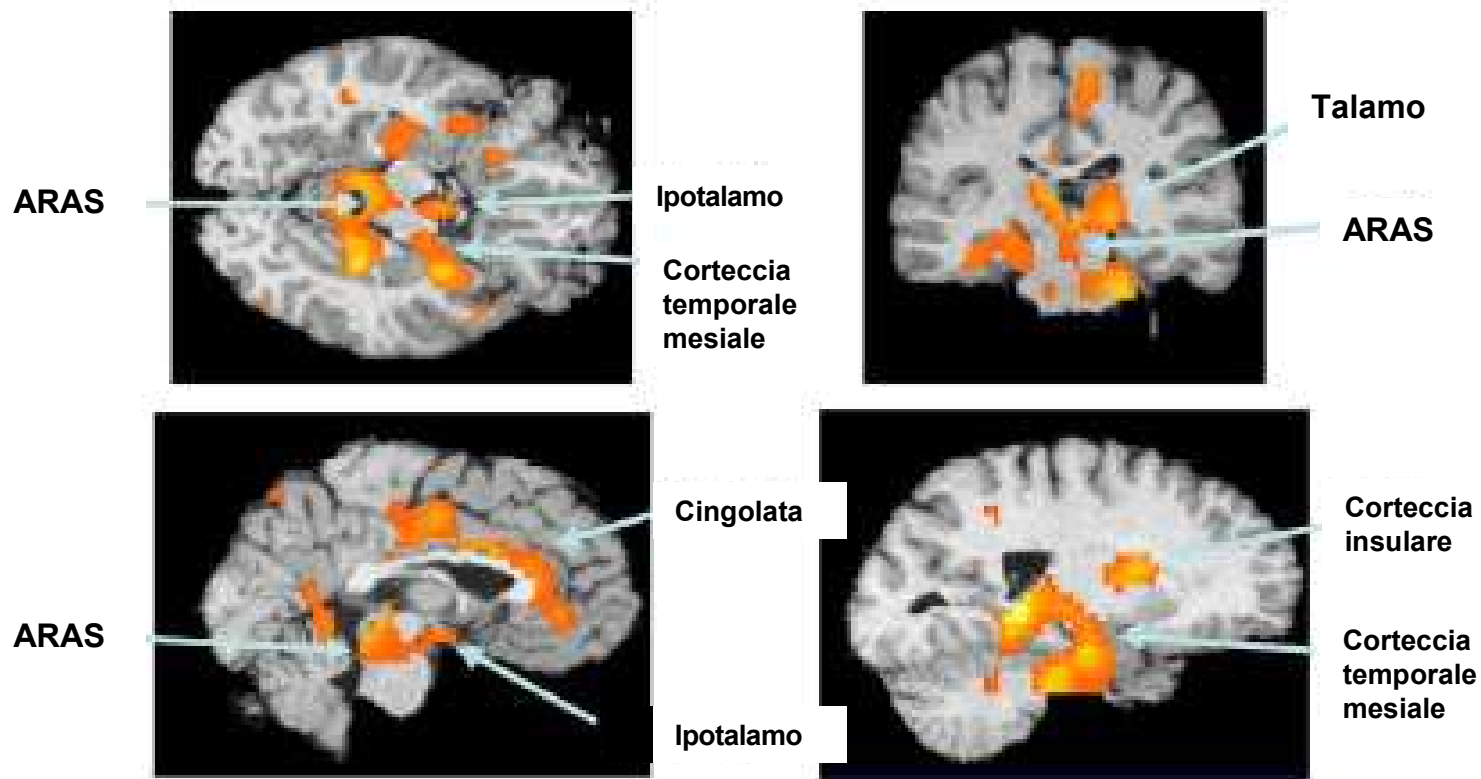 Talamo
ARAS
Ipotalamo
ARAS
Corteccia
temporale
mesiale
Cingolata
Corteccia
insulare
ARAS
Corteccia
temporale
mesiale
Ipotalamo